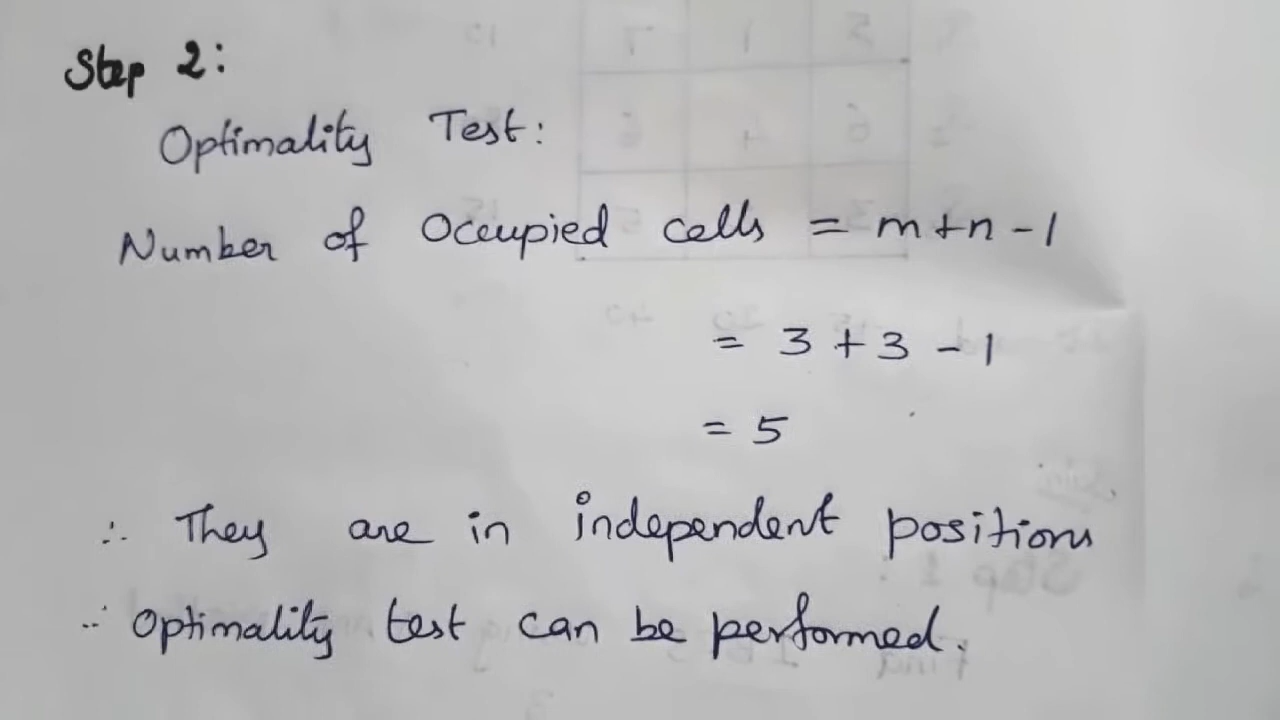 Step 2:
Optimality Test:
Number of Occupied cells = m+n-1
= 3+3-1
= 5
∴ They are in independent positions
∴ Optimality test can be performed.